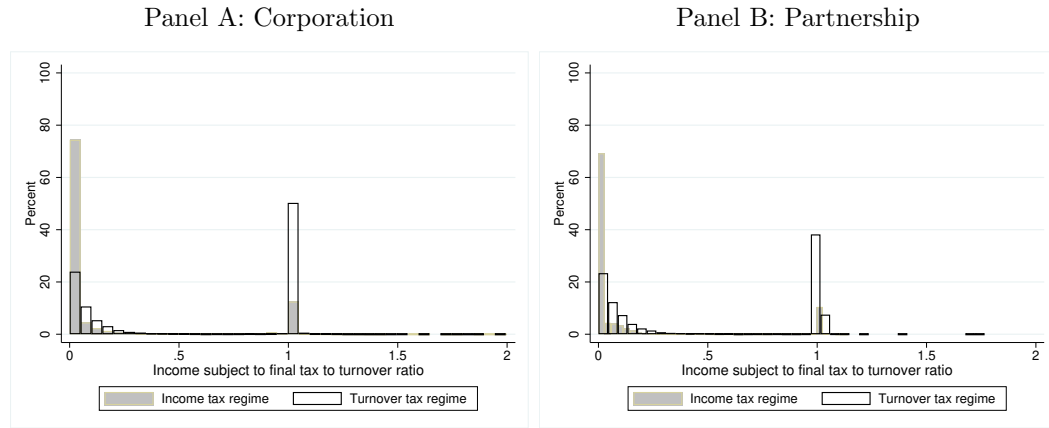 Panel A: Corporation
Panel B: Partnership
100
80
60
40
20
0
Percent
0 .5 1 1.5 2
Income subject to final tax to turnover ratio
Income tax regime Turnover tax regime
100
80
60
40
20
0
Percent
0 .5 1 1.5 2
Income subject to final tax to turnover ratio
Income tax regime Turnover tax regime